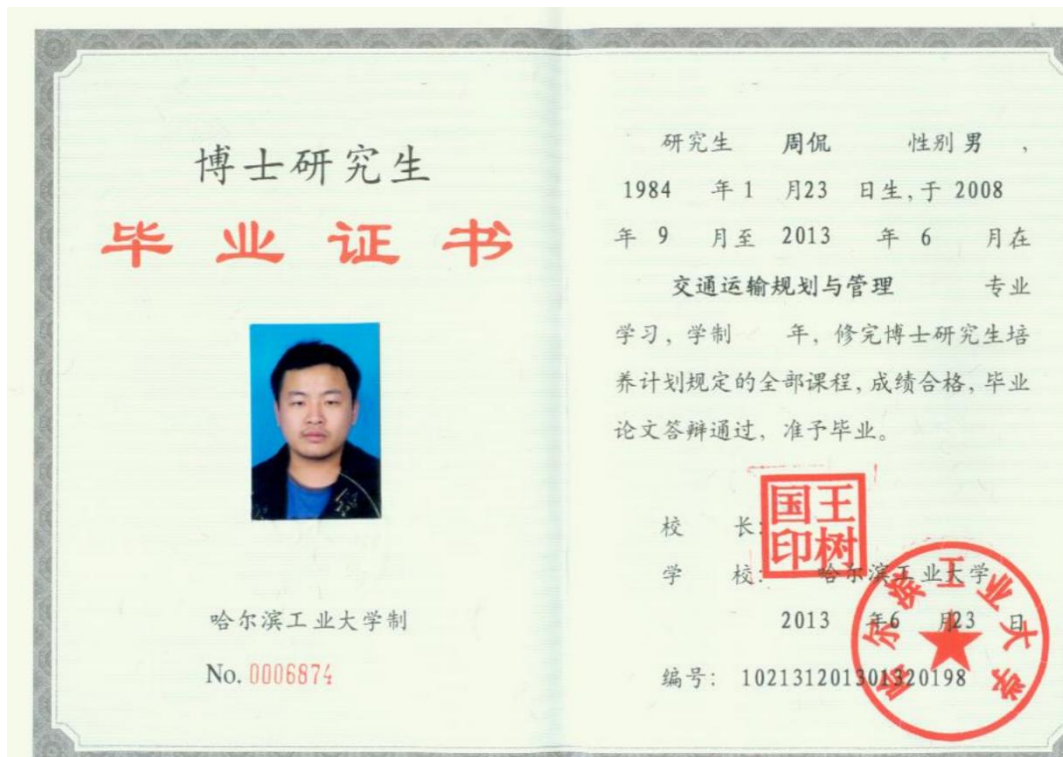 博士研究生
毕业证书
哈尔滨工业大学制
No. 0006874
研究生 周侃 性别 男 ,
1984 年 1 月 23 日生, 于 2008
年 9 月至 2013 年 6 月在
交通运输规划与管理 专业
学习, 学制 年, 修完博士研究生培
养计划规定的全部课程, 成绩合格, 毕业
论文答辩通过, 准予毕业。
校 长:
王树国印
学 校: 哈尔滨工业大学
2013 年 6 月 23 日
编号: 102131201301320198
哈尔滨工业大学